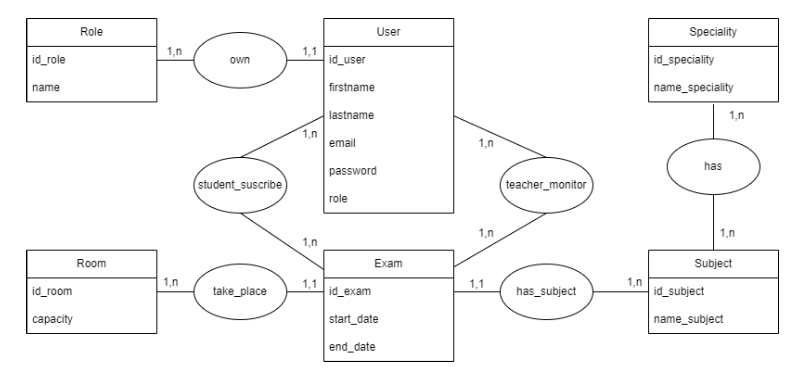 Role
id_role
name
1,n
own
1,1
User
id_user
firstname
lastname
email
password
role
Speciality
id_speciality
name_speciality
1,n
has
1,n
1,n
student_suscribe
1,n
1,n
teacher_monitor
1,n
Room
id_room
capacity
1,n
take_place
1,1
Exam
id_exam
start_date
end_date
1,1
has_subject
1,n
Subject
id_subject
name_subject